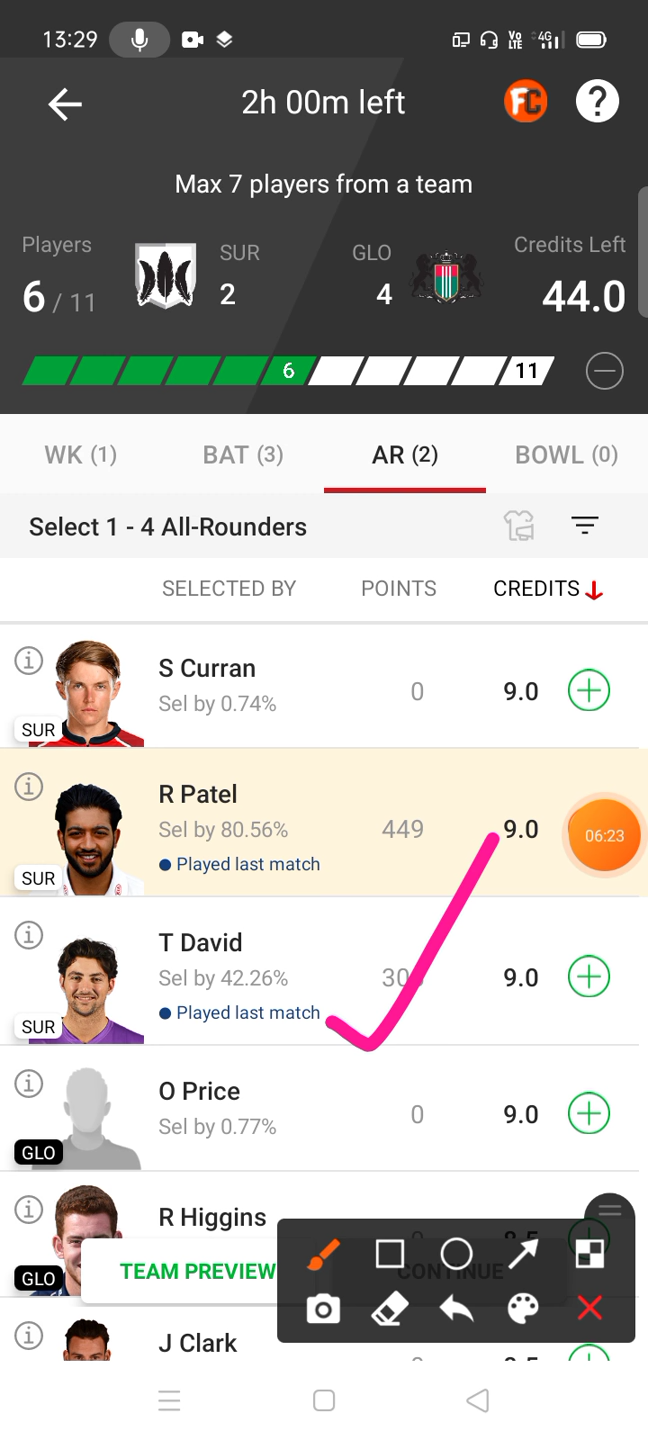 13:29
Vo LTE 4G
2h 00m left
FC
?
Max 7 players from a team
Players
SUR
GLO
Credits Left
6 / 11
2
4
44.0
6
11
WK (1)
BAT (3)
AR (2)
BOWL (0)
Select 1 - 4 All-Rounders
SELECTED BY
POINTS
CREDITS
S Curran
Sel by 0.74%
0
9.0
SUR
R Patel
Sel by 80.56%
449
9.0
06:23
Played last match
SUR
T David
Sel by 42.26%
9.0
Played last match
SUR
O Price
Sel by 0.77%
0
9.0
GLO
R Higgins
GLO
TEAM PREVIEW
CONTINUE
J Clark